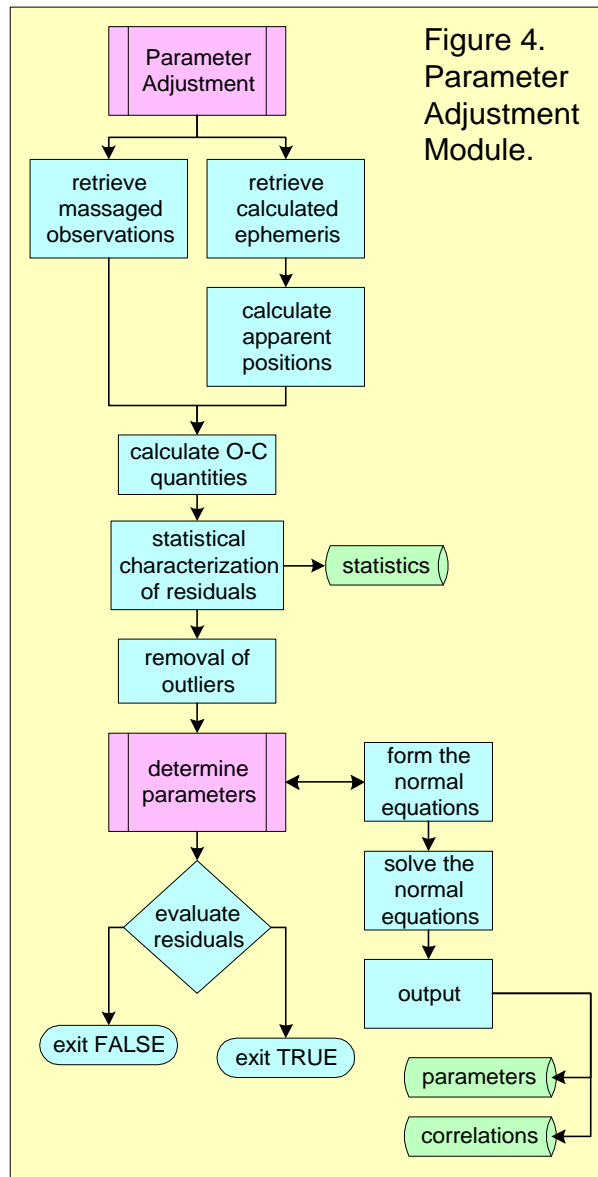 Figure 4.
Parameter
Adjustment
Module.
Parameter
Adjustment
retrieve
massaged
observations
retrieve
calculated
ephemeris
calculate
apparent
positions
calculate O-C
quantities
statistical
characterization
of residuals
statistics
removal of
outliers
determine
parameters
form the
normal
equations
solve the
normal
equations
evaluate
residuals
output
exit FALSE
exit TRUE
parameters
correlations